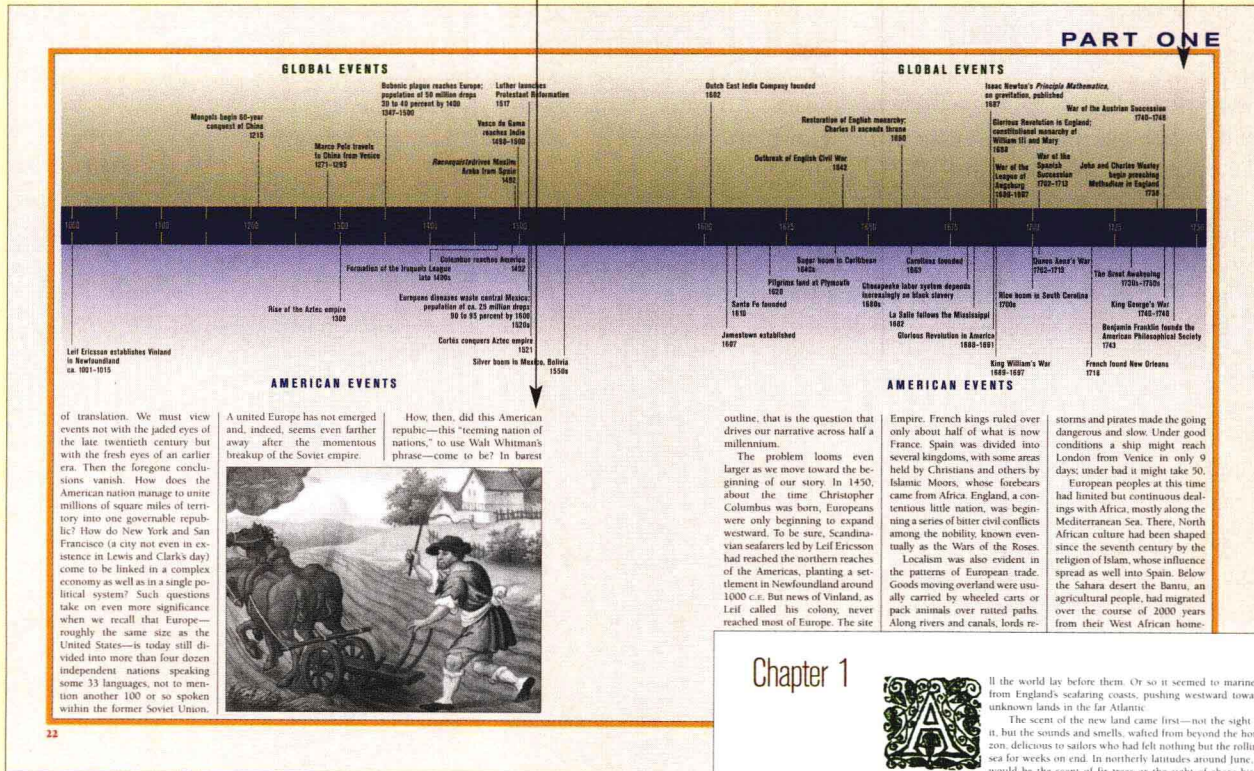 PART ONE
GLOBAL EVENTS
Bubonic plague reaches Europe;
population of 50 million drops
30 to 40 percent by 1400
1347–1500
Luther launches
Protestant Reformation
1517
Mongols begin 60-year
conquest of China
1215
Vasco da Gama
reaches India
1498–1500
Marco Polo travels
to China from Venice
1271–1295
Reconquista drives Muslim
Arabs from Spain
1492
GLOBAL EVENTS
Dutch East India Company founded
1602
Isaac Newton's Principia Mathematica,
on gravitation, published
1687
War of the Austrian Succession
1740–1748
Restoration of English monarchy;
Charles II ascends throne
1660
Glorious Revolution in England;
constitutional monarchy of
William III and Mary
1688
Outbreak of English Civil War
1642
War of the
League of
Augsburg
1689–1697
War of the
Spanish
Succession
1702–1713
John and Charles Wesley
begin preaching
Methodism in England
1738
1000 1100 1200 1300 1400 1500 1600 1625 1650 1675 1700 1725 1750
Columbus reaches America
1492
Formation of the Iroquois League
late 1400s
European diseases waste central Mexico;
population of ca. 25 million drops
90 to 95 percent by 1600
1520s
Rise of the Aztec empire
1300
Cortés conquers Aztec empire
1521
Leif Ericsson establishes Vinland
in Newfoundland
ca. 1001–1015
Silver boom in Mexico, Bolivia
1550s
AMERICAN EVENTS
Sugar boom in Caribbean
1640s
Carolinas founded
1663
Queen Anne's War
1702–1713
The Great Awakening
1730s–1750s
Pilgrims land at Plymouth
1620
Chesapeake labor system depends
increasingly on black slavery
1680s
Rice boom in South Carolina
1700s
King George's War
1740–1748
Santa Fe founded
1610
La Salle follows the Mississippi
1682
Jamestown established
1607
Glorious Revolution in America
1688–1691
Benjamin Franklin founds the
American Philosophical Society
1743
King William's War
1689–1697
French found New Orleans
1718
AMERICAN EVENTS
of translation. We must view
events not with the jaded eyes of
the late twentieth century but
with the fresh eyes of an earlier
era. Then the foregone conclu-
sions vanish. How does the
American nation manage to unite
millions of square miles of terri-
tory into one governable repub-
lic? How do New York and San
Francisco (a city not even in ex-
istence in Lewis and Clark's day)
come to be linked in a complex
economy as well as in a single po-
litical system? Such questions
take on even more significance
when we recall that Europe—
roughly the same size as the
United States—is today still di-
vided into more than four dozen
independent nations speaking
some 33 languages, not to men-
tion another 100 or so spoken
within the former Soviet Union.
A united Europe has not emerged
and, indeed, seems even farther
away after the momentous
breakup of the Soviet empire.
How, then, did this American
repubic—this "teeming nation of
nations," to use Walt Whitman's
phrase—come to be? In barest
outline, that is the question that
drives our narrative across half a
millennium.
The problem looms even
larger as we move toward the be-
ginning of our story. In 1450,
about the time Christopher
Columbus was born, Europeans
were only beginning to expand
westward. To be sure, Scandina-
vian seafarers led by Leif Ericsson
had reached the northern reaches
of the Americas, planting a set-
tlement in Newfoundland around
1000 C.E. But news of Vinland, as
Leif called his colony, never
reached most of Europe. The site
Empire. French kings ruled over
only about half of what is now
France. Spain was divided into
several kingdoms, with some areas
held by Christians and others by
Islamic Moors, whose forebears
came from Africa. England, a con-
tentious little nation, was begin-
ning a series of bitter civil conflicts
among the nobility, known even-
tually as the Wars of the Roses.
Localism was also evident in
the patterns of European trade.
Goods moving overland were usu-
ally carried by wheeled carts or
pack animals over rutted paths.
Along rivers and canals, lords re-
storms and pirates made the going
dangerous and slow. Under good
conditions a ship might reach
London from Venice in only 9
days; under bad it might take 50.
European peoples at this time
had limited but continuous deal-
ings with Africa, mostly along the
Mediterranean Sea. There, North
African culture had been shaped
since the seventh century by the
religion of Islam, whose influence
spread as well into Spain. Below
the Sahara desert the Bantu, an
agricultural people, had migrated
over the course of 2000 years
from their West African home-
22
Chapter 1
A
ll the world lay before them. Or so it seemed to
from England's seafaring coasts, pushing westward
unknown lands in the far Atlantic.
The scent of the new land came first—not the sight
it, but the sounds and smells, wafted from beyond the hori-
zon, delicious to sailors who had felt nothing but the
sea for weeks on end. In northerly latitudes around June,